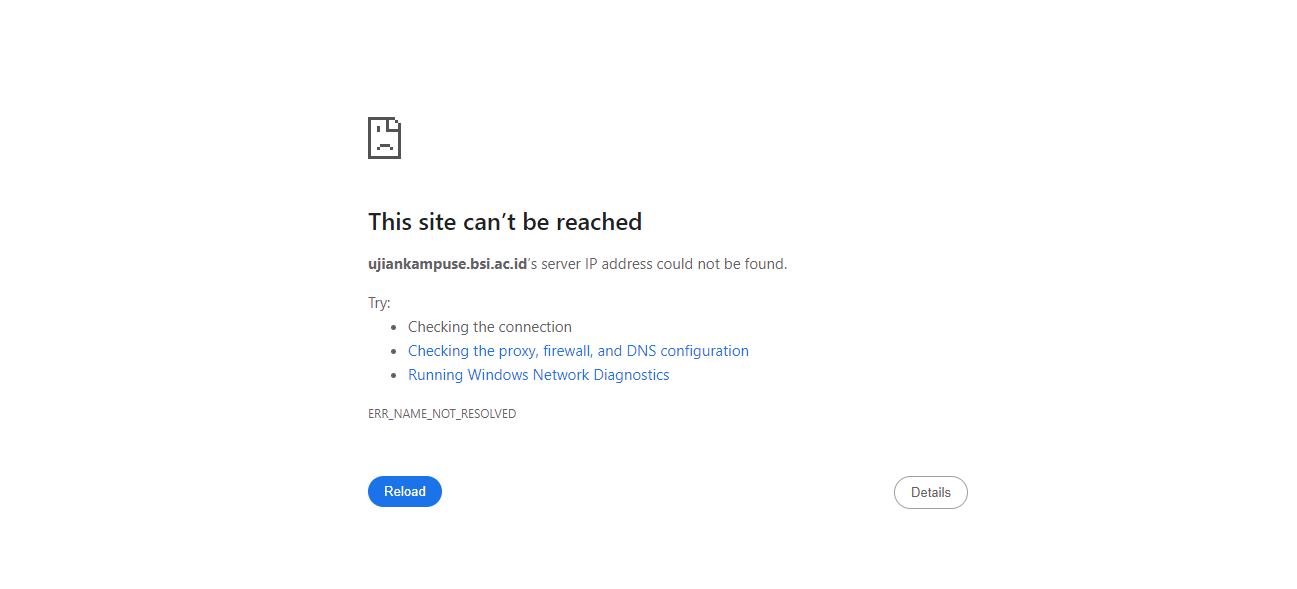 This site can’t be reached
ujiankampuse.bsi.ac.id’s server IP address could not be found.
Try:
Checking the connection
Checking the proxy, firewall, and DNS configuration
Running Windows Network Diagnostics
ERR_NAME_NOT_RESOLVED
Reload
Details